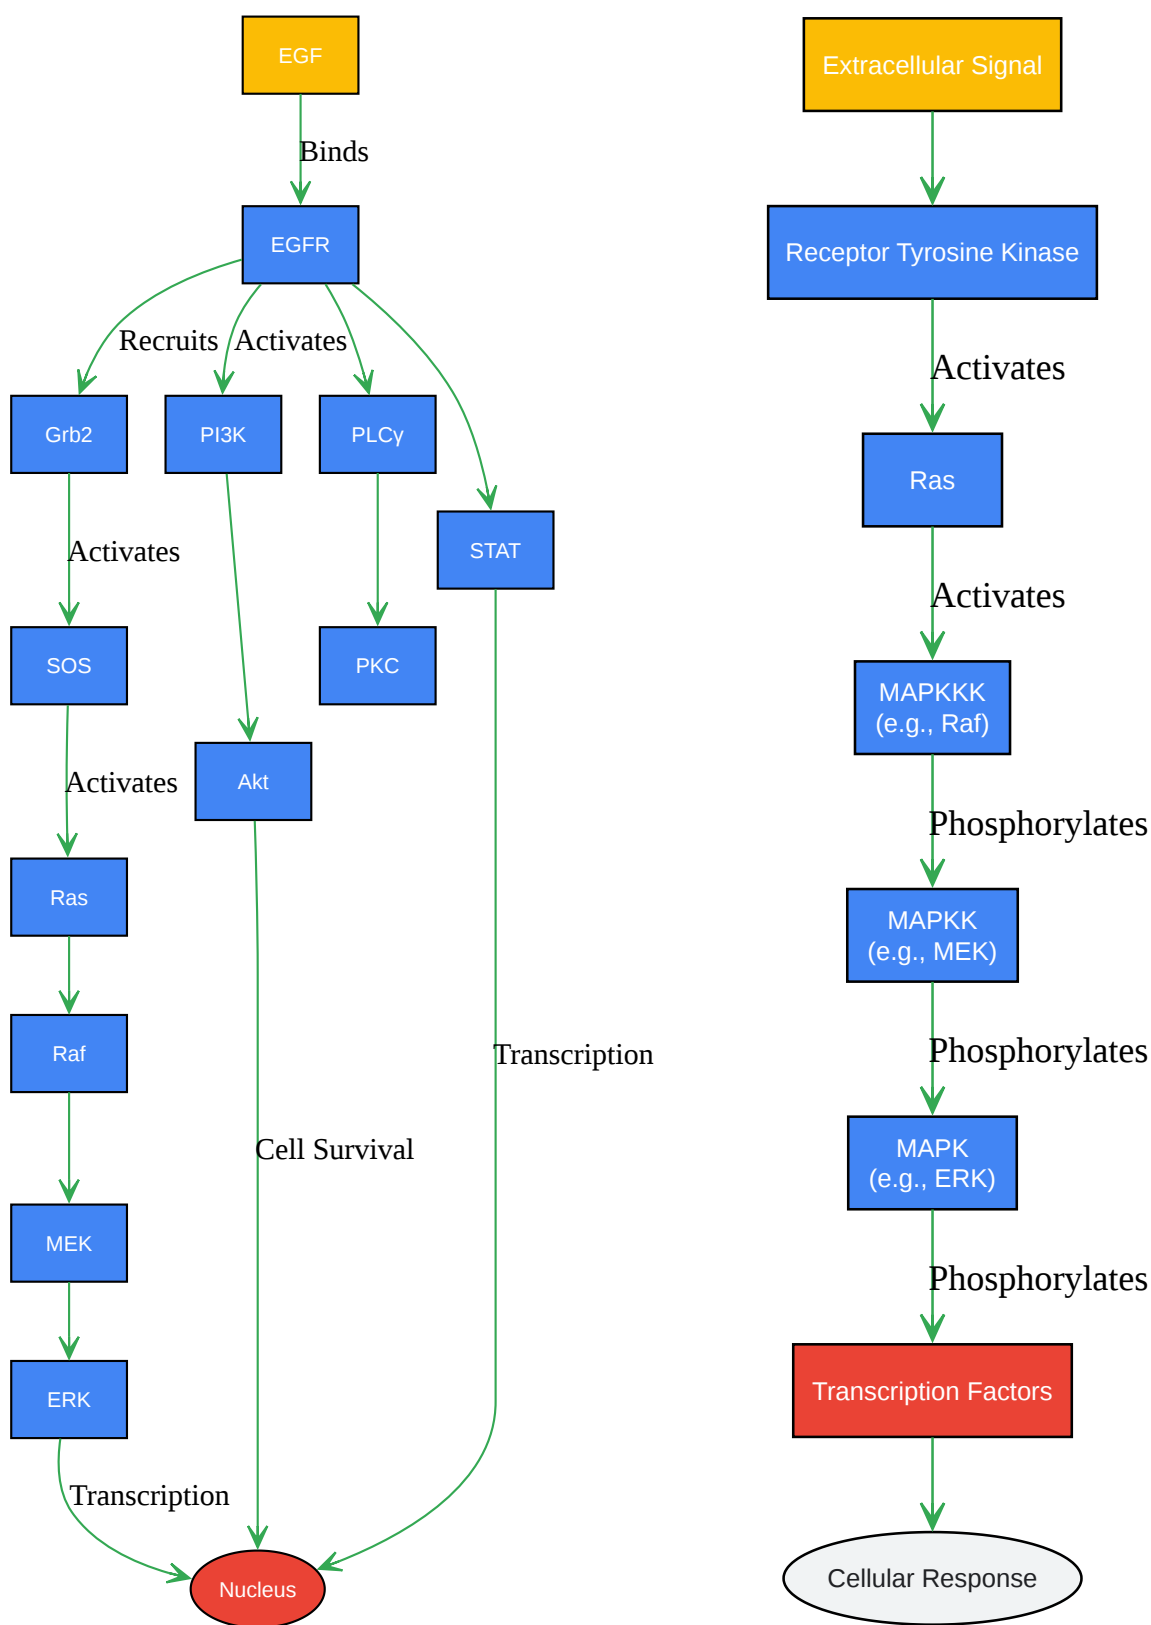 EGF
Binds
EGFR
Recruits
Activates
Grb2
PI3K
PLCγ
Activates
STAT
SOS
PKC
Activates
Akt
Ras
Raf
Transcription
Cell Survival
MEK
ERK
Transcription
Nucleus
Extracellular Signal
Receptor Tyrosine Kinase
Activates
Ras
Activates
MAPKKK
(e.g., Raf)
Phosphorylates
MAPKK
(e.g., MEK)
Phosphorylates
MAPK
(e.g., ERK)
Phosphorylates
Transcription Factors
Cellular Response